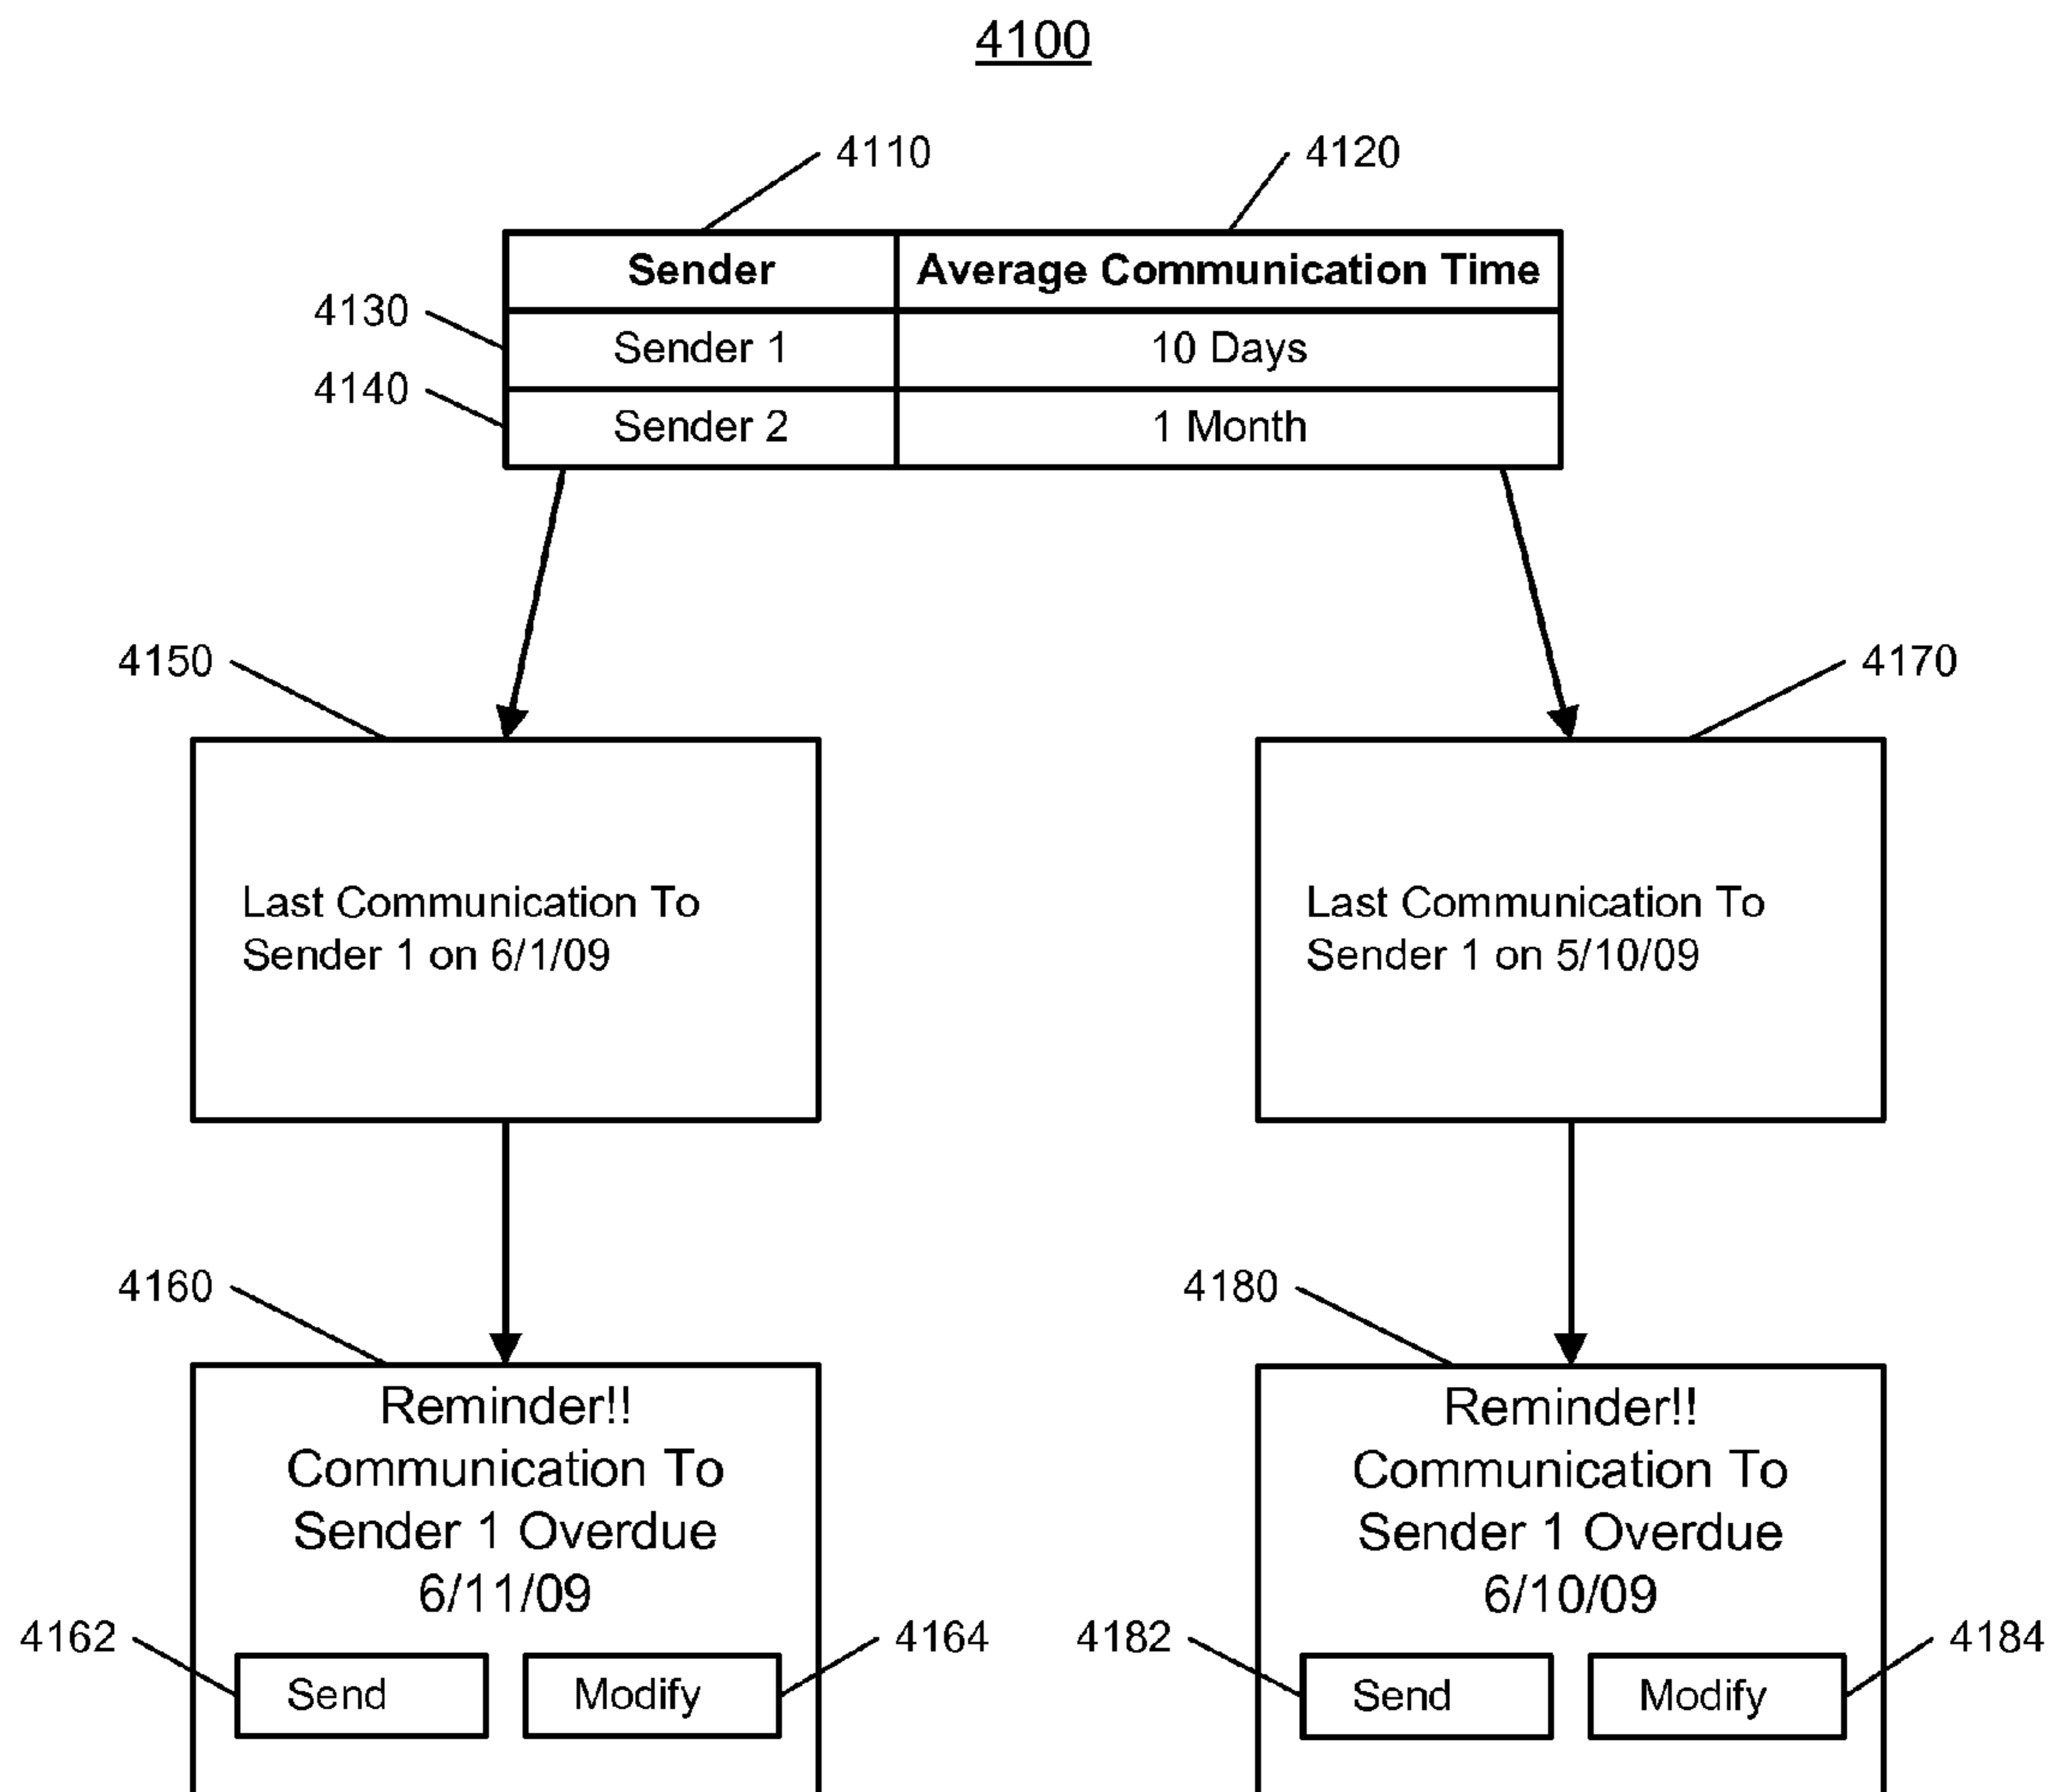 4100
4110
4120
Sender
Average Communication Time
4130
Sender 1
10 Days
4140
Sender 2
1 Month
4150
4170
Last Communication To
Sender 1 on 6/1/09
Last Communication To
Sender 1 on 5/10/09
4160
4180
Reminder!!
Communication To
Sender 1 Overdue
6/11/09
Reminder!!
Communication To
Sender 1 Overdue
6/10/09
4162
Send
Modify
4164
4182
Send
Modify
4184